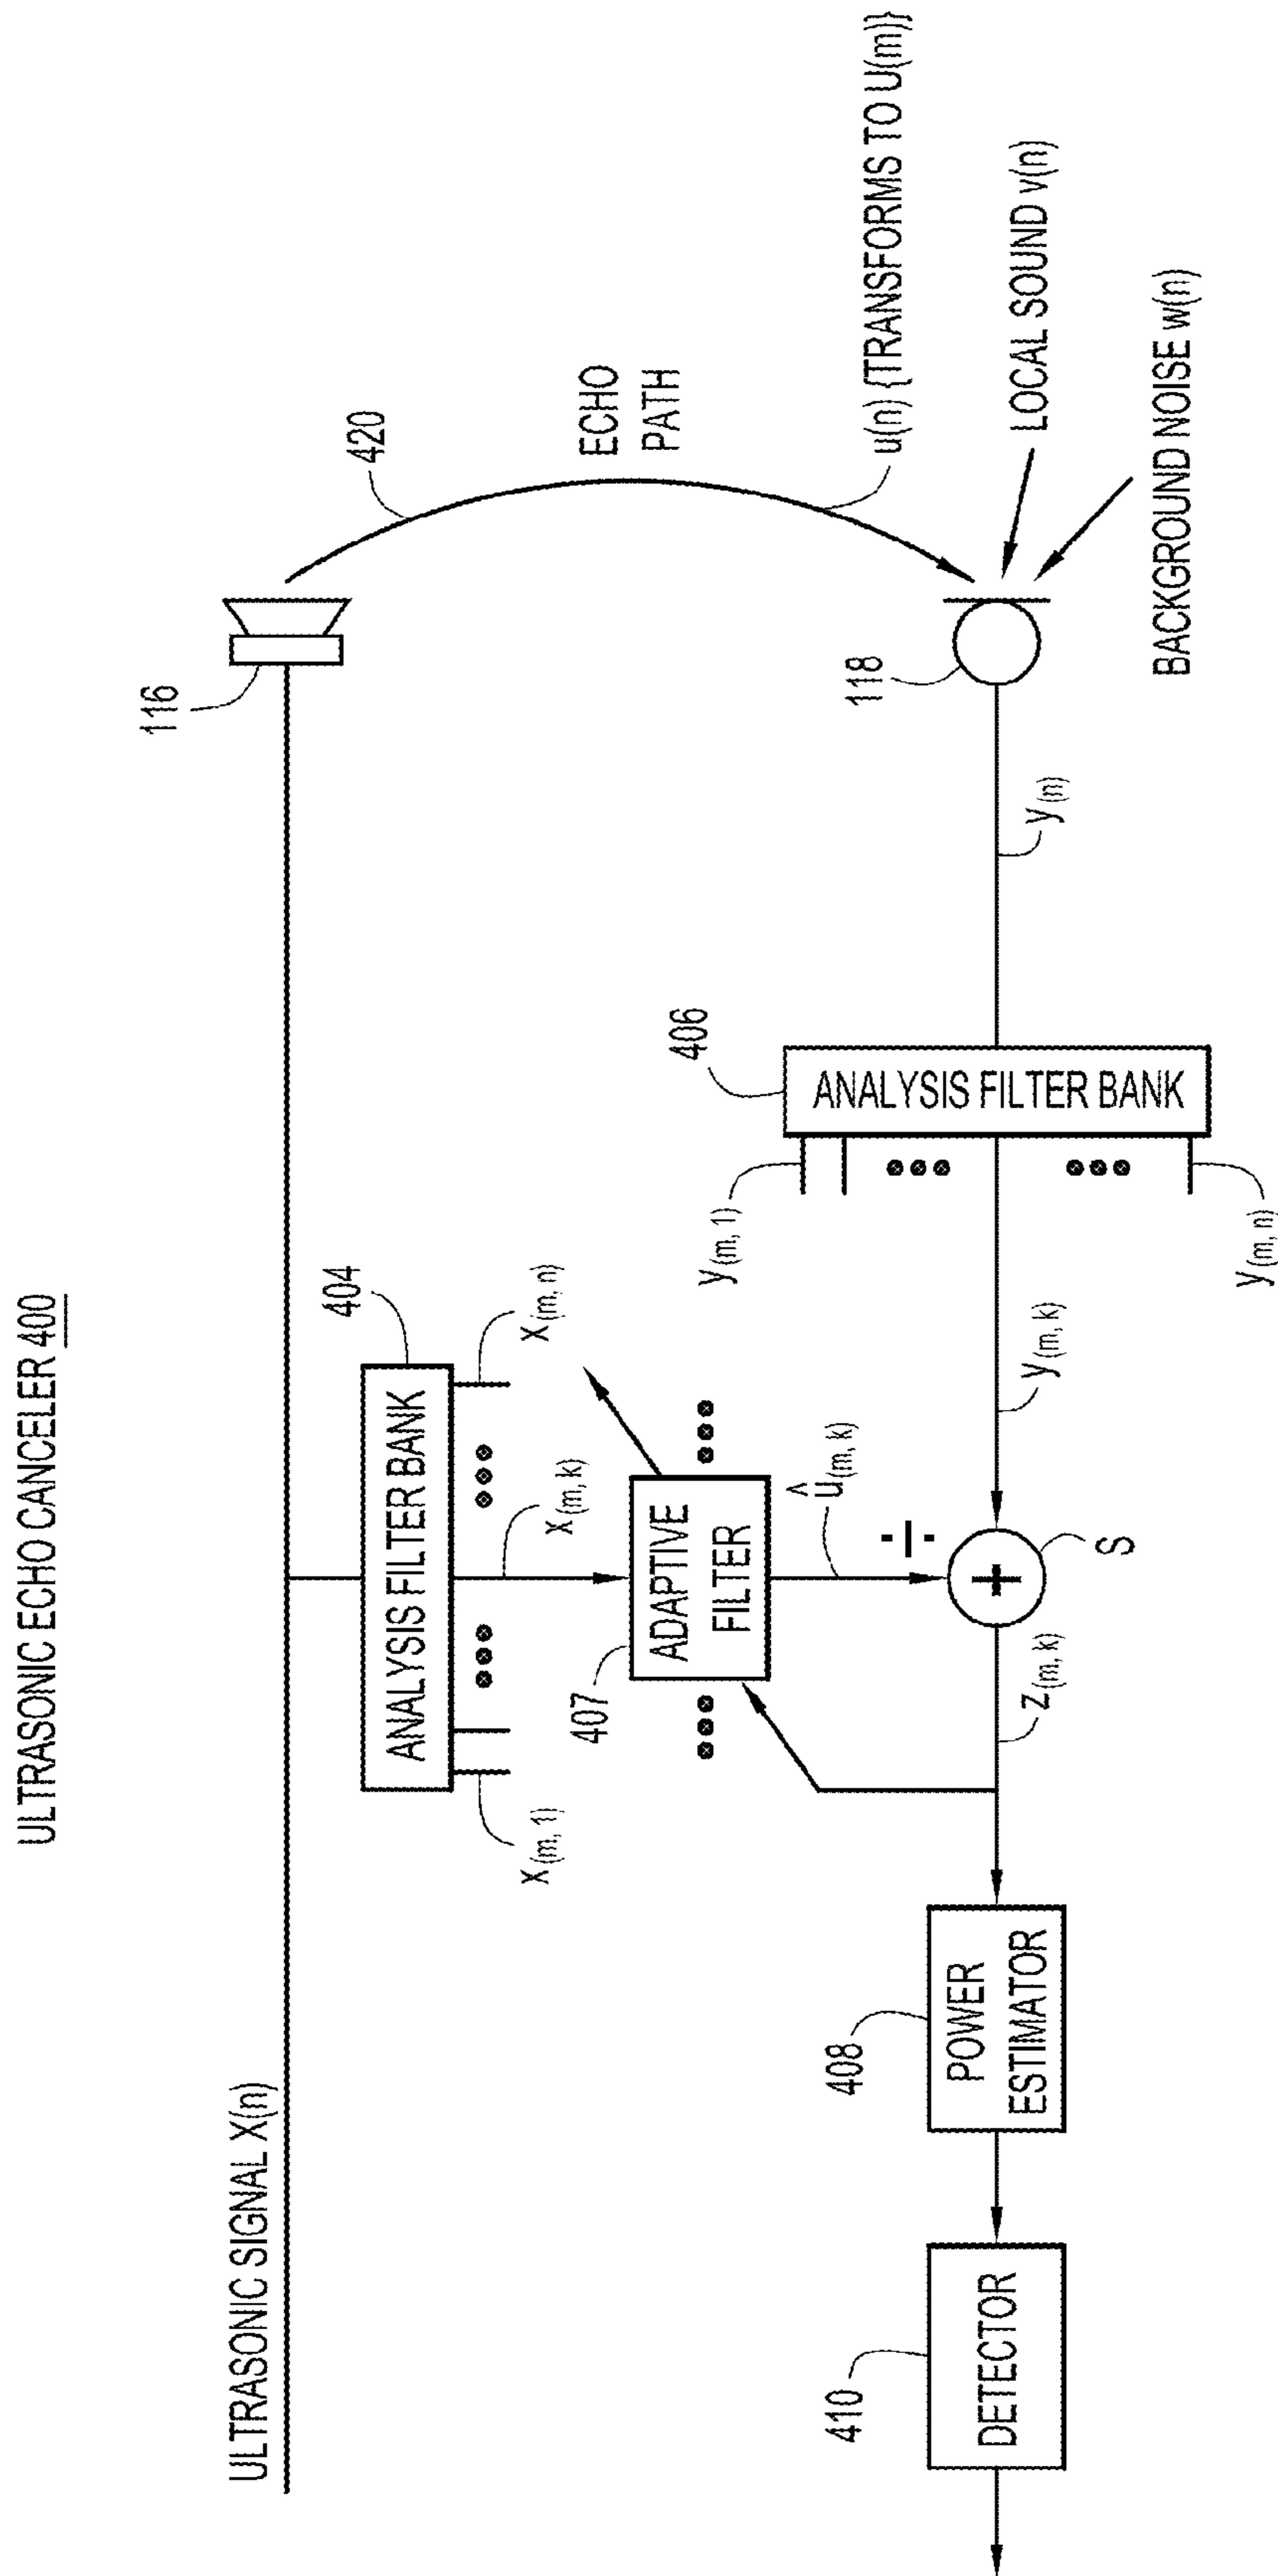 ULTRASONIC ECHO CANCELER 400
ULTRASONIC SIGNAL X(n)
116
420
ECHO
PATH
u(n) {TRANSFORMS TO U(m)}
LOCAL SOUND v(n)
BACKGROUND NOISE w(n)
118
y(n)
404
ANALYSIS FILTER BANK
x(m, 1)
x(m, k)
x(m, n)
407
ADAPTIVE
FILTER
û(m, k)
-
+
S
406
ANALYSIS FILTER BANK
y(m, 1)
y(m, k)
y(m, n)
z(m, k)
408
POWER
ESTIMATOR
410
DETECTOR